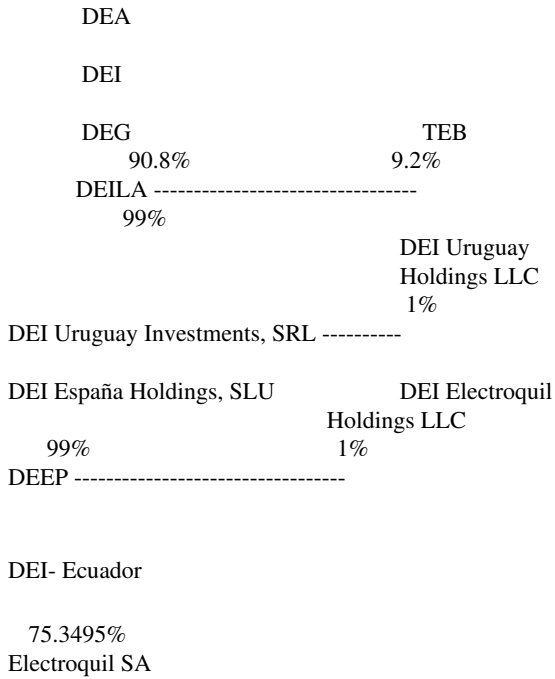 DEA
DEI
DEG TEB
90.8% 9.2%
DEILA ---------------------------------
99%
DEI Uruguay
Holdings LLC
1%
DEI Uruguay Investments, SRL ----------
DEI España Holdings, SLU DEI Electroquil
Holdings LLC
99% 1%
DEEP ----------------------------------
DEI- Ecuador
75.3495%
Electroquil SA